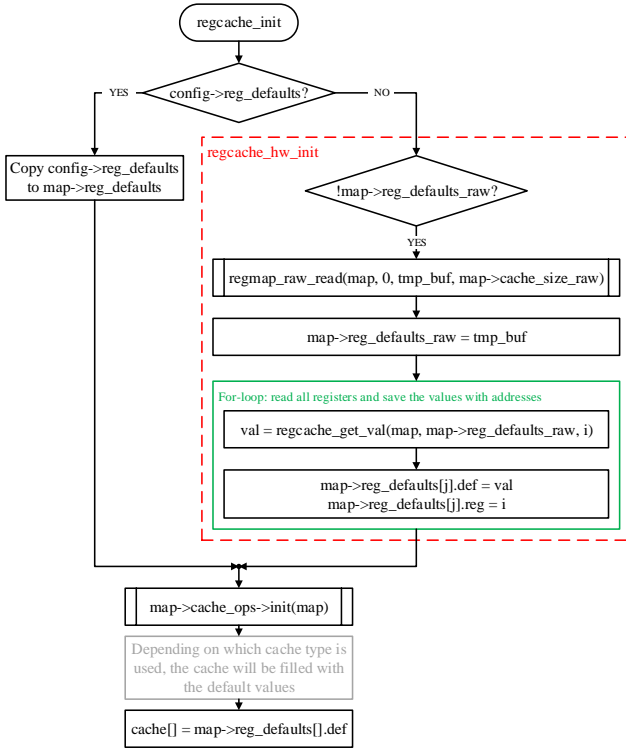 regcache_init
config->reg_defaults?
YES
NO
Copy config->reg_defaults
to map->reg_defaults
regcache_hw_init
!map->reg_defaults_raw?
YES
regmap_raw_read(map, 0, tmp_buf, map->cache_size_raw)
map->reg_defaults_raw = tmp_buf
For-loop: read all registers and save the values with addresses
val = regcache_get_val(map, map->reg_defaults_raw, i)
map->reg_defaults[j].def = val
map->reg_defaults[j].reg = i
map->cache_ops->init(map)
Depending on which cache type is
used, the cache will be filled with
the default values
cache[] = map->reg_defaults[].def